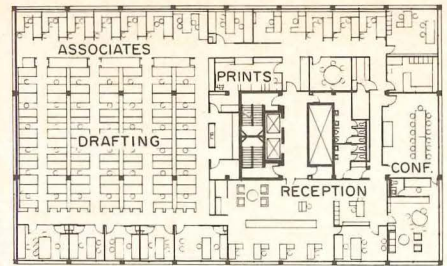 ASSOCIATES
PRINTS
DRAFTING
CONF.
RECEPTION